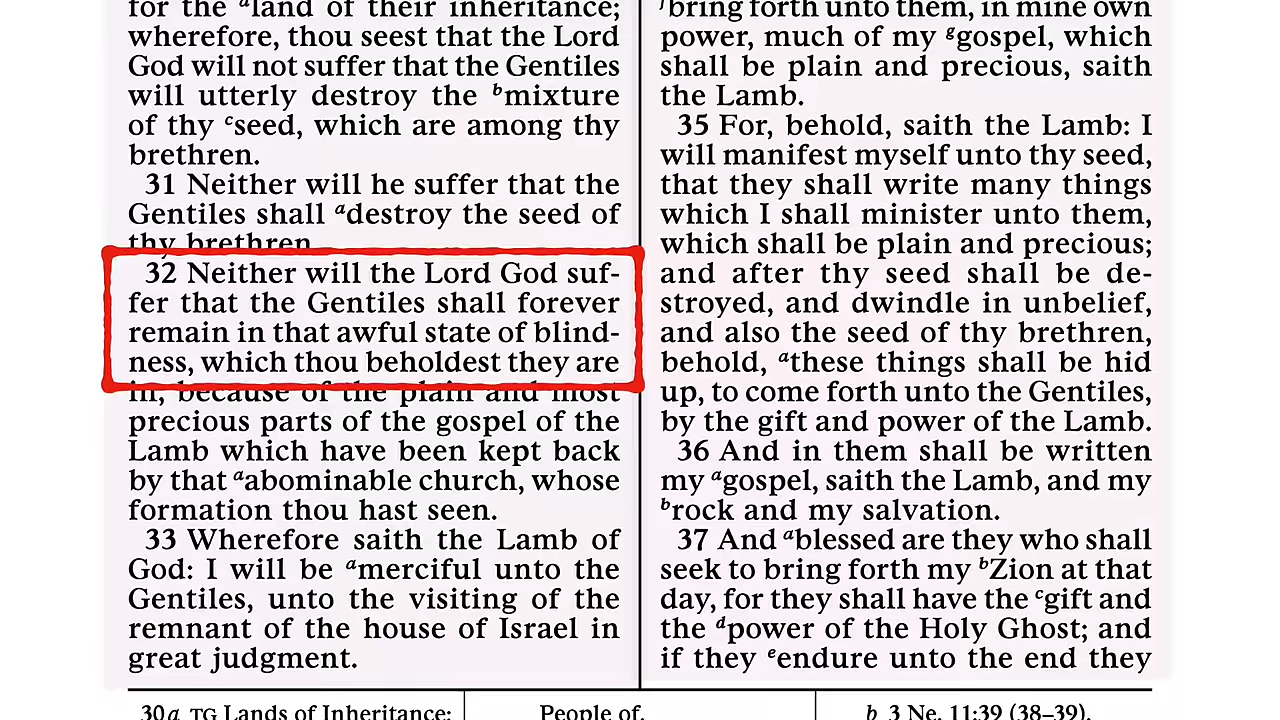 for the ᵃland of their inheritance;
wherefore, thou seest that the Lord
God will not suffer that the Gentiles
will utterly destroy the ᵇmixture
of thy ᶜseed, which are among thy
brethren.
31 Neither will he suffer that the
Gentiles shall ᵃdestroy the seed of
thy brethren.
32 Neither will the Lord God suf-
fer that the Gentiles shall forever
remain in that awful state of blind-
ness, which thou beholdest they are
in, because of the plain and most
precious parts of the gospel of the
Lamb which have been kept back
by that ᵃabominable church, whose
formation thou hast seen.
33 Wherefore saith the Lamb of
God: I will be ᵃmerciful unto the
Gentiles, unto the visiting of the
remnant of the house of Israel in
great judgment.
ᶠbring forth unto them, in mine own
power, much of my ᵍgospel, which
shall be plain and precious, saith
the Lamb.
35 For, behold, saith the Lamb: I
will manifest myself unto thy seed,
that they shall write many things
which I shall minister unto them,
which shall be plain and precious;
and after thy seed shall be de-
stroyed, and dwindle in unbelief,
and also the seed of thy brethren,
behold, ᵃthese things shall be hid
up, to come forth unto the Gentiles,
by the gift and power of the Lamb.
36 And in them shall be written
my ᵃgospel, saith the Lamb, and my
ᵇrock and my salvation.
37 And ᵃblessed are they who shall
seek to bring forth my ᵇZion at that
day, for they shall have the ᶜgift and
the ᵈpower of the Holy Ghost; and
if they ᵉendure unto the end they
30a TG Lands of Inheritance;
People of.
b 3 Ne. 11:39 (38–39).